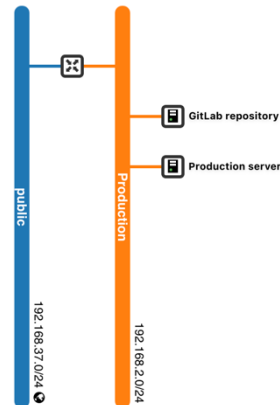 GitLab repository
Production server
public
Production
192.168.37.0/24
192.168.2.0/24